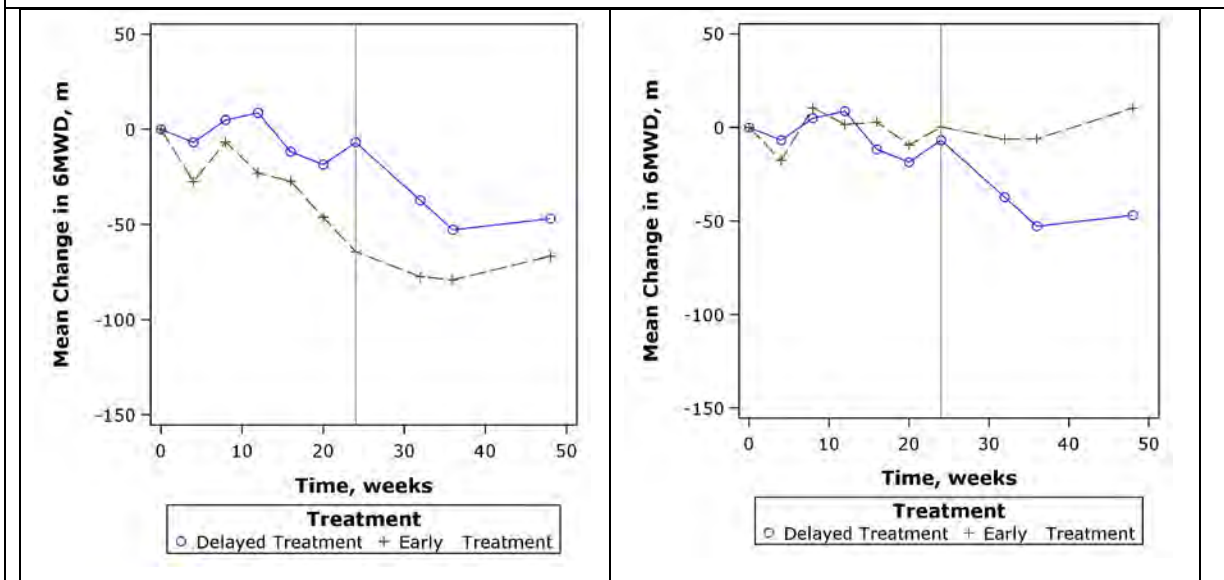 50
0
-50
-100
-150
Mean Change in 6MWD, m
0 10 20 30 40 50
Time, weeks
Treatment
Delayed Treatment Early Treatment
50
0
-50
-100
-150
Mean Change in 6MWD, m
0 10 20 30 40 50
Time, weeks
Treatment
Delayed Treatment Early Treatment